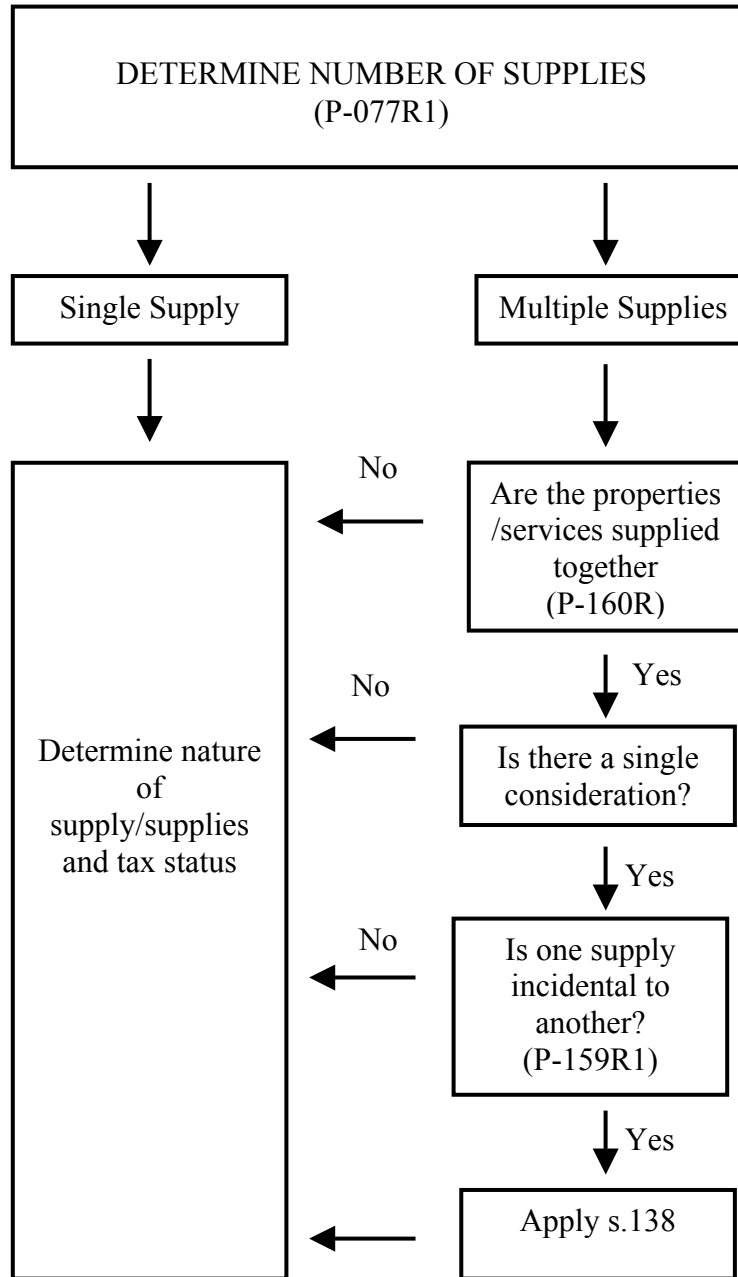 DETERMINE NUMBER OF SUPPLIES
(P-077R1)
Single Supply
Multiple Supplies
No
Are the properties
/services supplied
together
(P-160R)
Yes
No
Determine nature
of
supply/supplies
and tax status
Is there a single
consideration?
Yes
No
Is one supply
incidental to
another?
(P-159R1)
Yes
Apply s.138